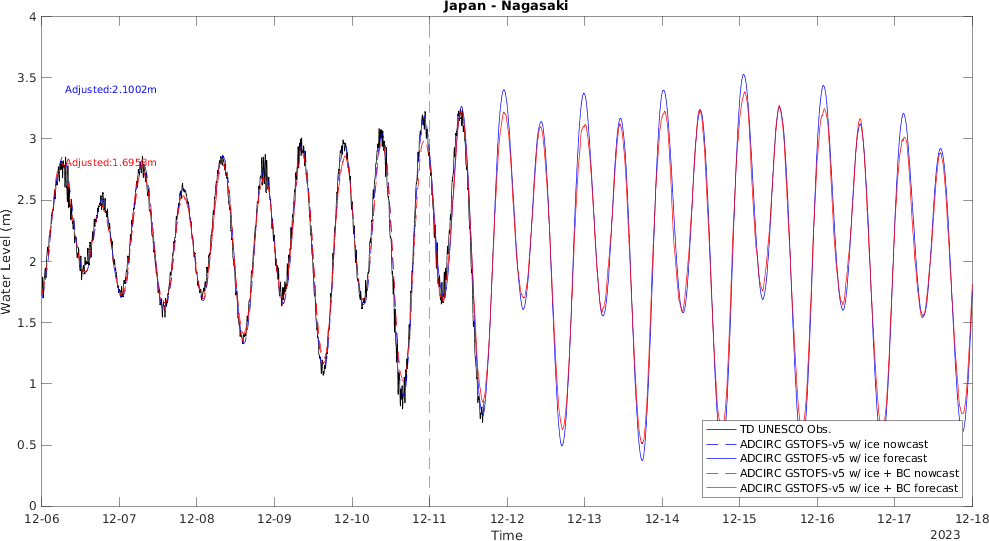 Japan - Nagasaki
4
3.5
3
2.5
2
1.5
1
0.5
0
Water Level (m)
Adjusted:2.1002m
Adjusted:1.6958m
TD UNESCO Obs.
ADCIRC GSTOFS-v5 w/ ice nowcast
ADCIRC GSTOFS-v5 w/ ice forecast
ADCIRC GSTOFS-v5 w/ ice + BC nowcast
ADCIRC GSTOFS-v5 w/ ice + BC forecast
12-06 12-07 12-08 12-09 12-10 12-11 12-12 12-13 12-14 12-15 12-16 12-17 12-18
Time
2023